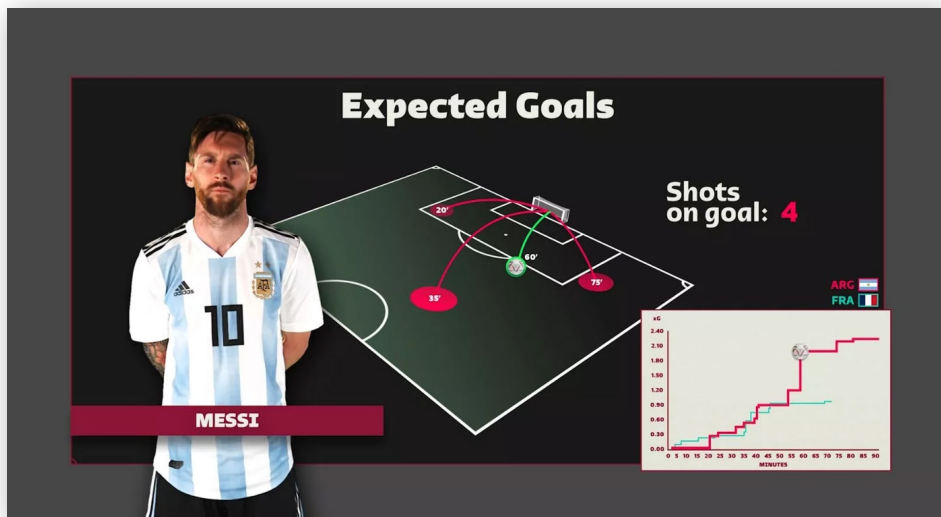 Expected Goals
20'
60'
35'
75'
Shots
on goal: 4
ARG
FRA
adidas
AFA
10
MESSI
xG
2.40
2.10
1.80
1.50
1.20
0.90
0.60
0.30
0.00
0 5 10 15 20 25 30 35 40 45 50 55 60 65 70 75 80 85 90
MINUTES